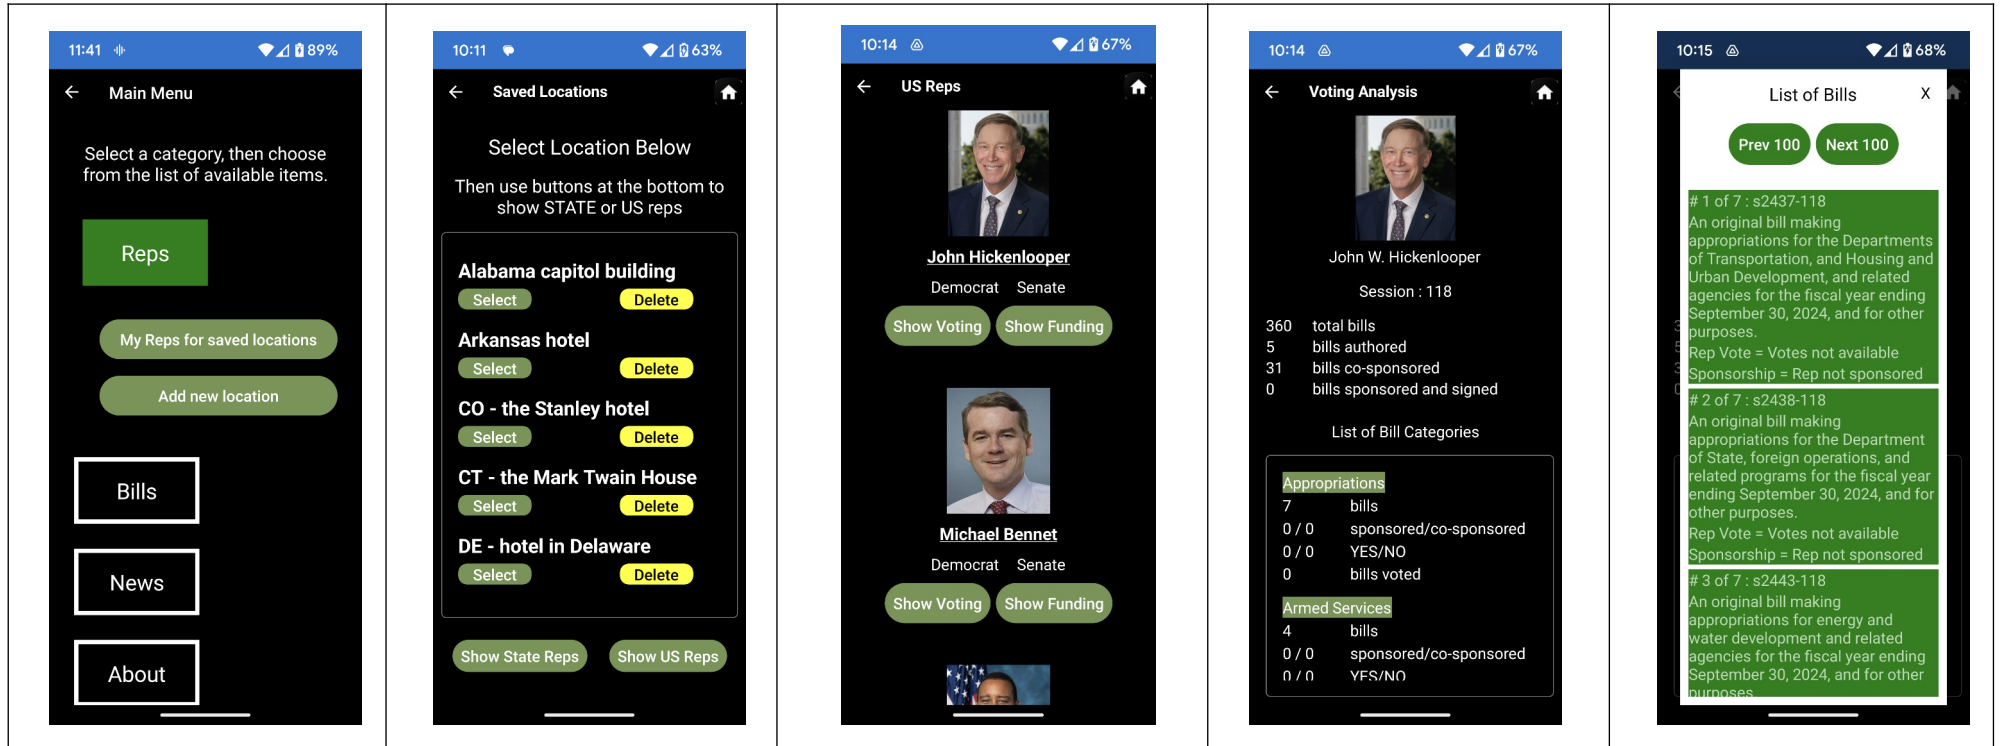 11:41 89%
Main Menu
Select a category, then choose
from the list of available items.
Reps
My Reps for saved locations
Add new location
Bills
News
About
10:11 63%
Saved Locations
Select Location Below
Then use buttons at the bottom to
show STATE or US reps
Alabama capitol building
Select Delete
Arkansas hotel
Select Delete
CO - the Stanley hotel
Select Delete
CT - the Mark Twain House
Select Delete
DE - hotel in Delaware
Select Delete
Show State Reps Show US Reps
10:14 67%
US Reps
John Hickenlooper
Democrat Senate
Show Voting Show Funding
Michael Bennet
Democrat Senate
Show Voting Show Funding
10:14 67%
Voting Analysis
John W. Hickenlooper
Session : 118
360 total bills
5 bills authored
31 bills co-sponsored
0 bills sponsored and signed
List of Bill Categories
Appropriations
7 bills
0 / 0 sponsored/co-sponsored
0 / 0 YES/NO
0 bills voted
Armed Services
4 bills
0 / 0 sponsored/co-sponsored
0 / 0 YES/NO
10:15 68%
List of Bills X
Prev 100 Next 100
# 1 of 7 : s2437-118
An original bill making
appropriations for the Departments
of Transportation, and Housing and
Urban Development, and related
agencies for the fiscal year ending
September 30, 2024, and for other
purposes.
Rep Vote = Votes not available
Sponsorship = Rep not sponsored
# 2 of 7 : s2438-118
An original bill making
appropriations for the Department
of State, foreign operations, and
related programs for the fiscal year
ending September 30, 2024, and for
other purposes.
Rep Vote = Votes not available
Sponsorship = Rep not sponsored
# 3 of 7 : s2443-118
An original bill making
appropriations for energy and
water development and related
agencies for the fiscal year ending
September 30, 2024, and for other
purposes